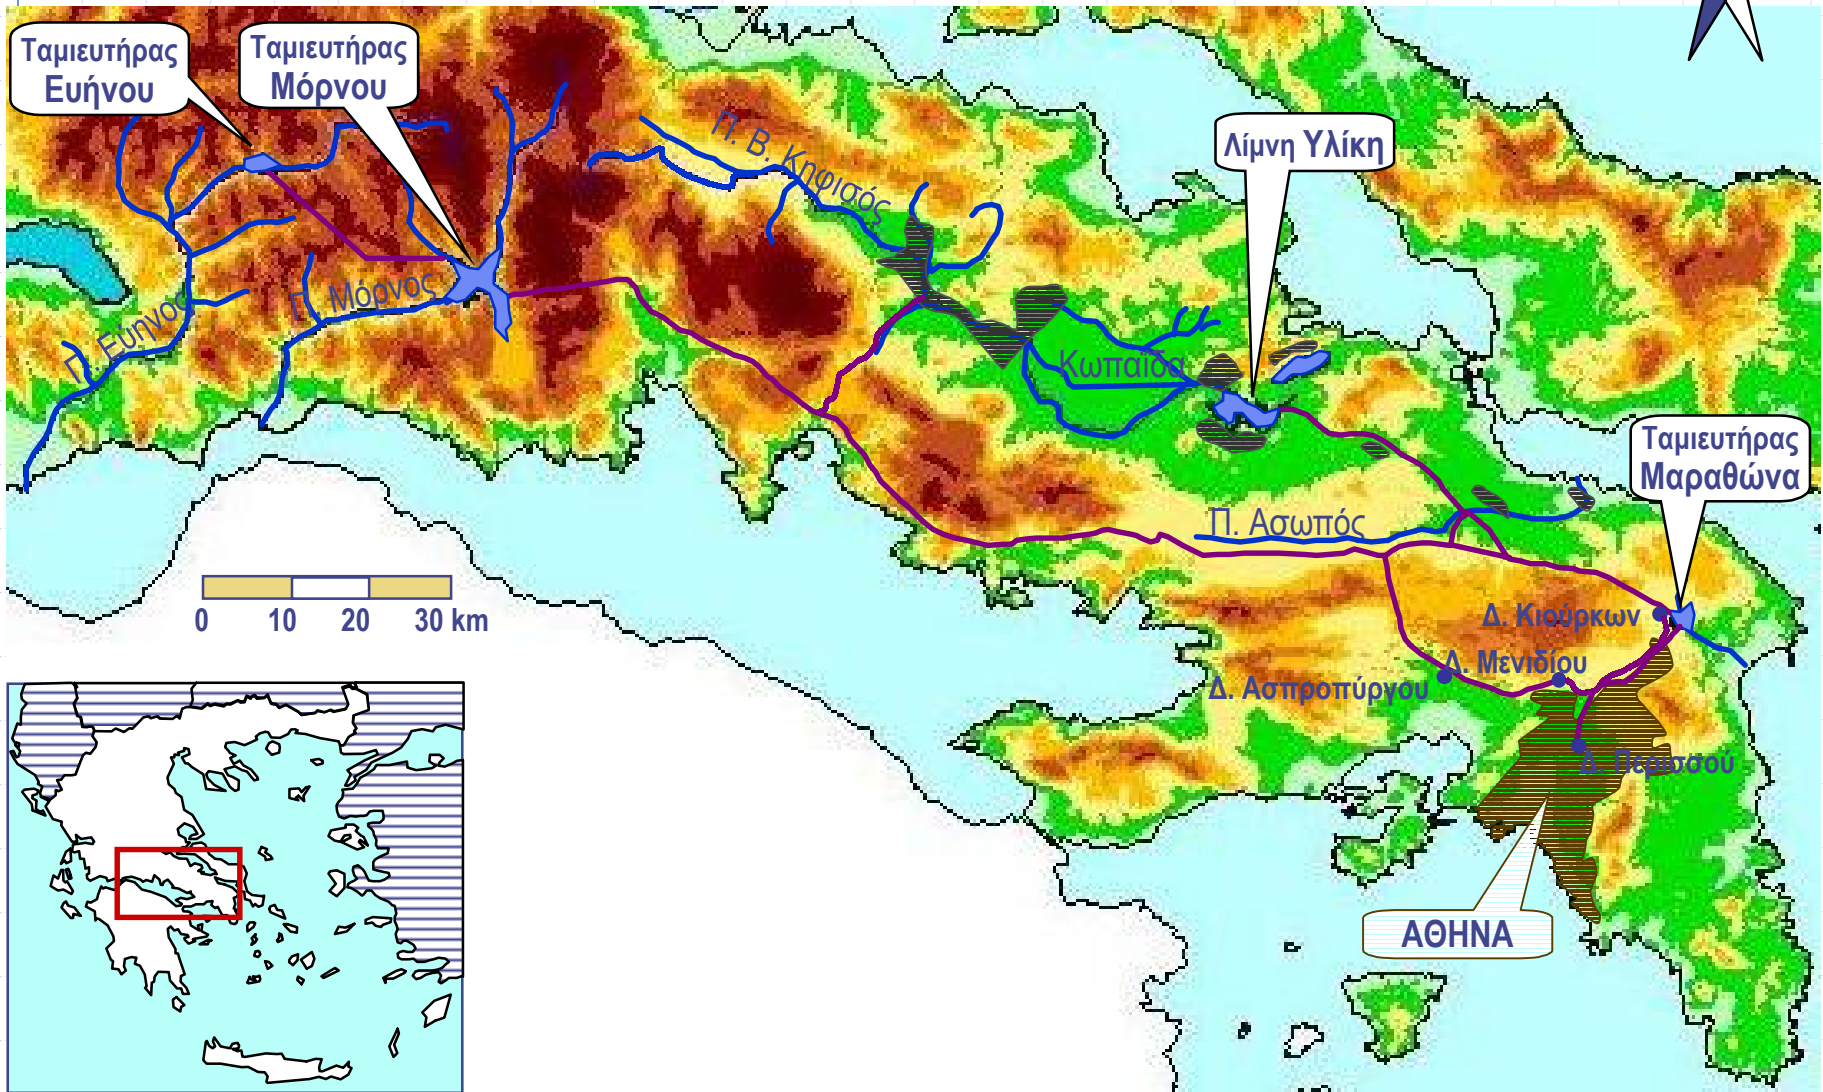 Ταμιευτήρας
Ευήνου
Ταμιευτήρας
Μόρνου
Π. Β. Κηφισός
Λίμνη Υλίκη
Π. Μόρνος
Π. Εύηνος
Κωπαΐδα
Ταμιευτήρας
Μαραθώνα
Π. Ασωπός
0 10 20 30 km
Δ. Κιούρκων
Δ. Μενιδίου
Δ. Ασπροπύργου
Δ. Περισσού
ΑΘΗΝΑ